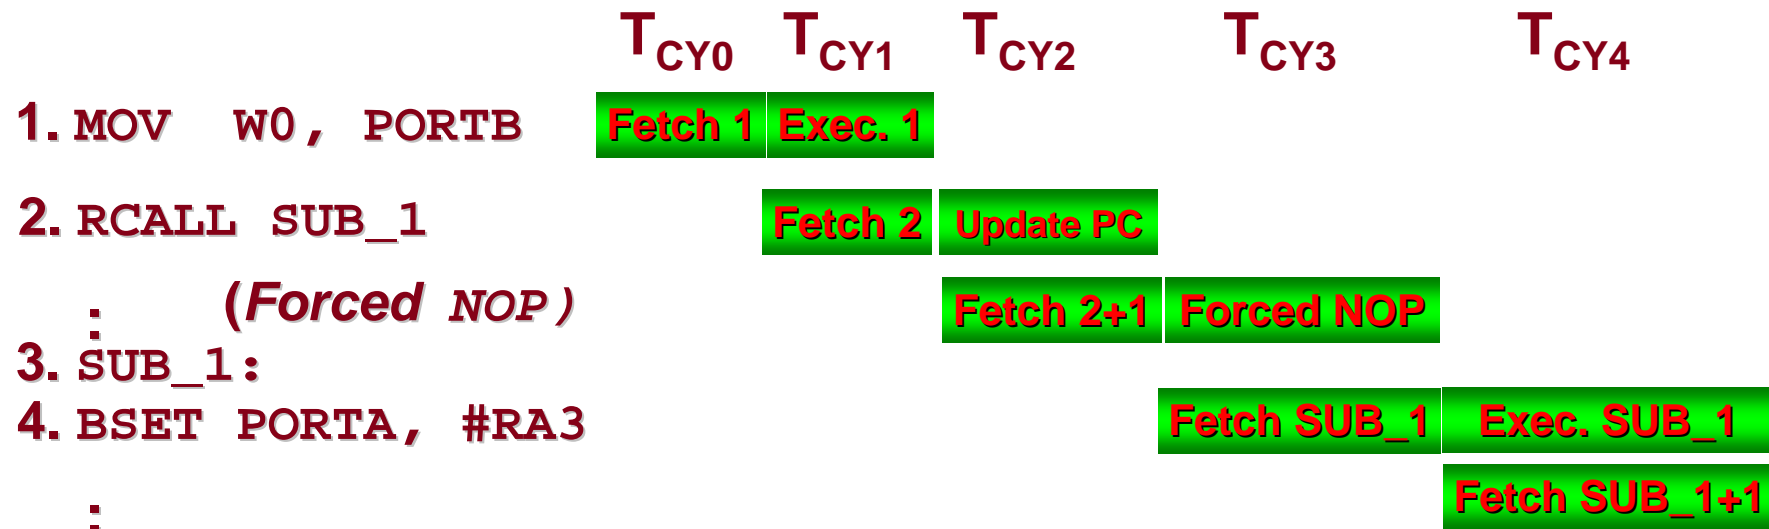 TCY0 TCY1 TCY2 TCY3 TCY4
1. MOV W0, PORTB Fetch 1 Exec. 1
2. RCALL SUB_1 Fetch 2 Update PC
: (Forced NOP) Fetch 2+1 Forced NOP
3. SUB_1:
4. BSET PORTA, #RA3 Fetch SUB_1 Exec. SUB_1
: Fetch SUB_1+1